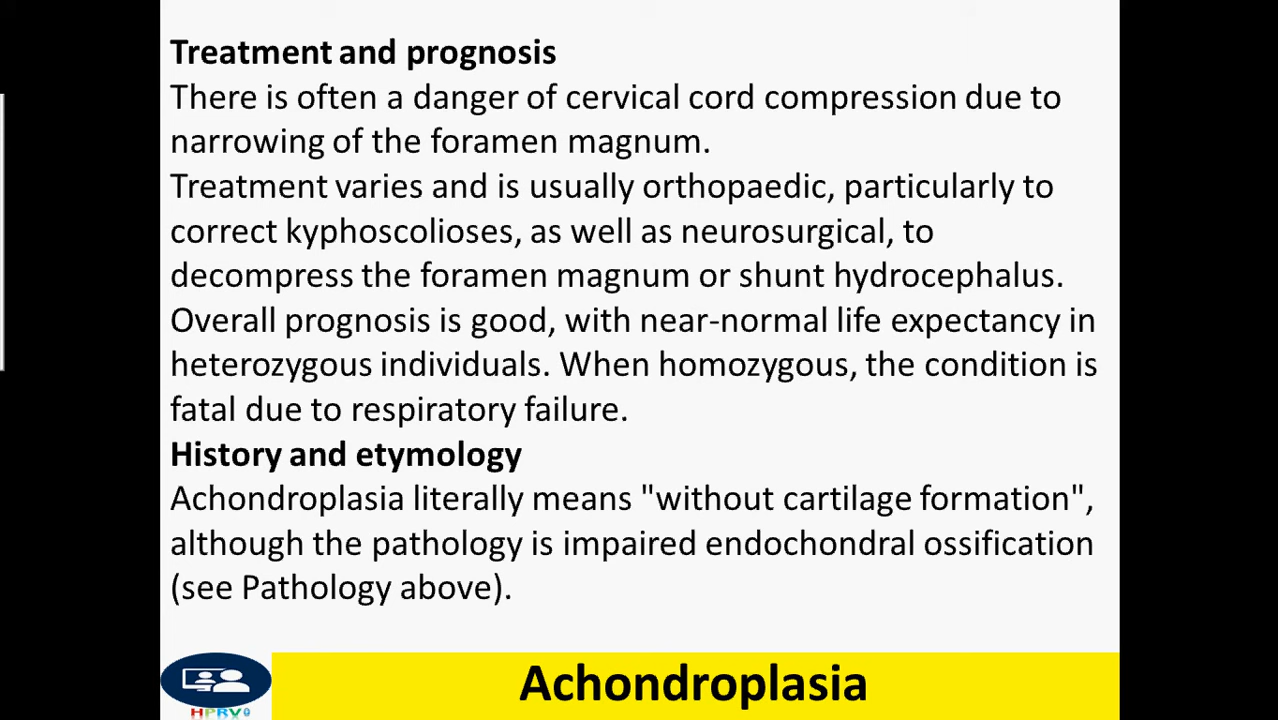 Treatment and prognosis
There is often a danger of cervical cord compression due to
narrowing of the foramen magnum.
Treatment varies and is usually orthopaedic, particularly to
correct kyphoscolioses, as well as neurosurgical, to
decompress the foramen magnum or shunt hydrocephalus.
Overall prognosis is good, with near-normal life expectancy in
heterozygous individuals. When homozygous, the condition is
fatal due to respiratory failure.
History and etymology
Achondroplasia literally means "without cartilage formation",
although the pathology is impaired endochondral ossification
(see Pathology above).
Achondroplasia
HPRV